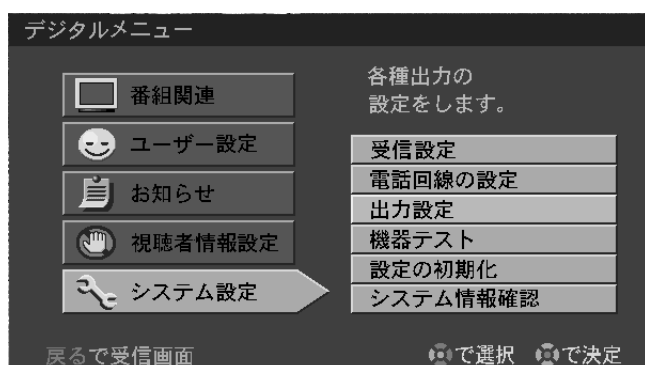 デジタルメニュー
番組関連
ユーザー設定
お知らせ
視聴者情報設定
システム設定
各種出力の
設定をします。
受信設定
電話回線の設定
出力設定
機器テスト
設定の初期化
システム情報確認
戻るで受信画面
で選択 で決定